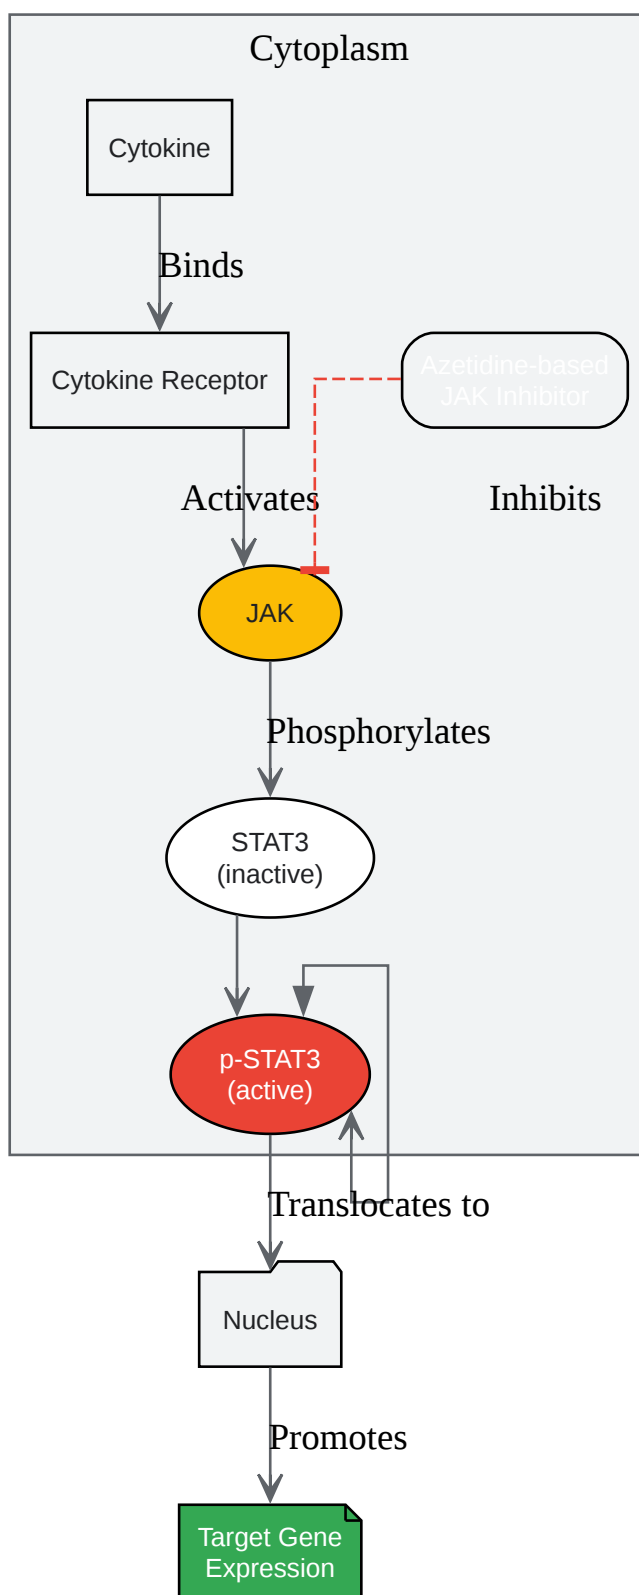 Cytoplasm
Cytokine
Binds
Cytokine Receptor
Azetidine-based
JAK Inhibitor
Activates
Inhibits
JAK
Phosphorylates
STAT3
(inactive)
p-STAT3
(active)
Translocates to
Nucleus
Promotes
Target Gene
Expression